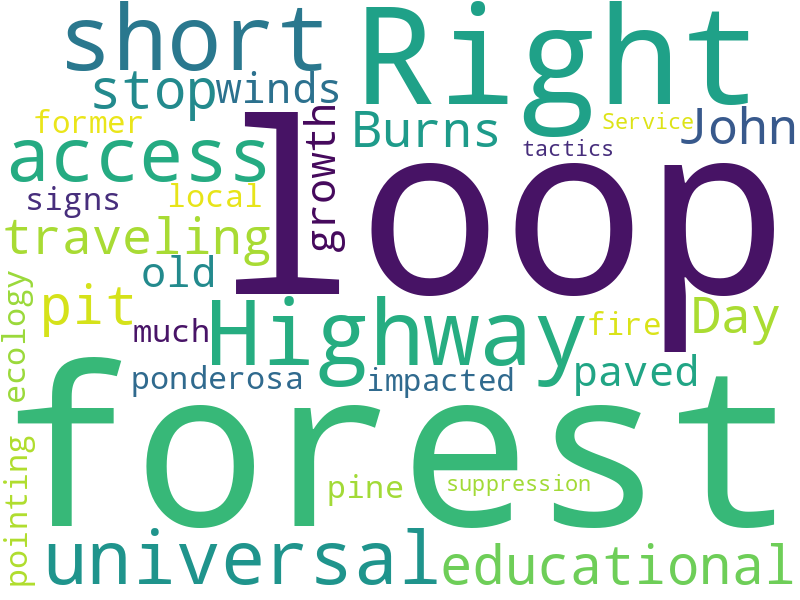 short
Right
stop
winds
former
Burns
Service
John
access
growth
tactics
loop
signs
local
traveling
old
ecology
pit
Highway
much
fire
Day
ponderosa
impacted
paved
forest
pointing
pine
suppression
universal
educational